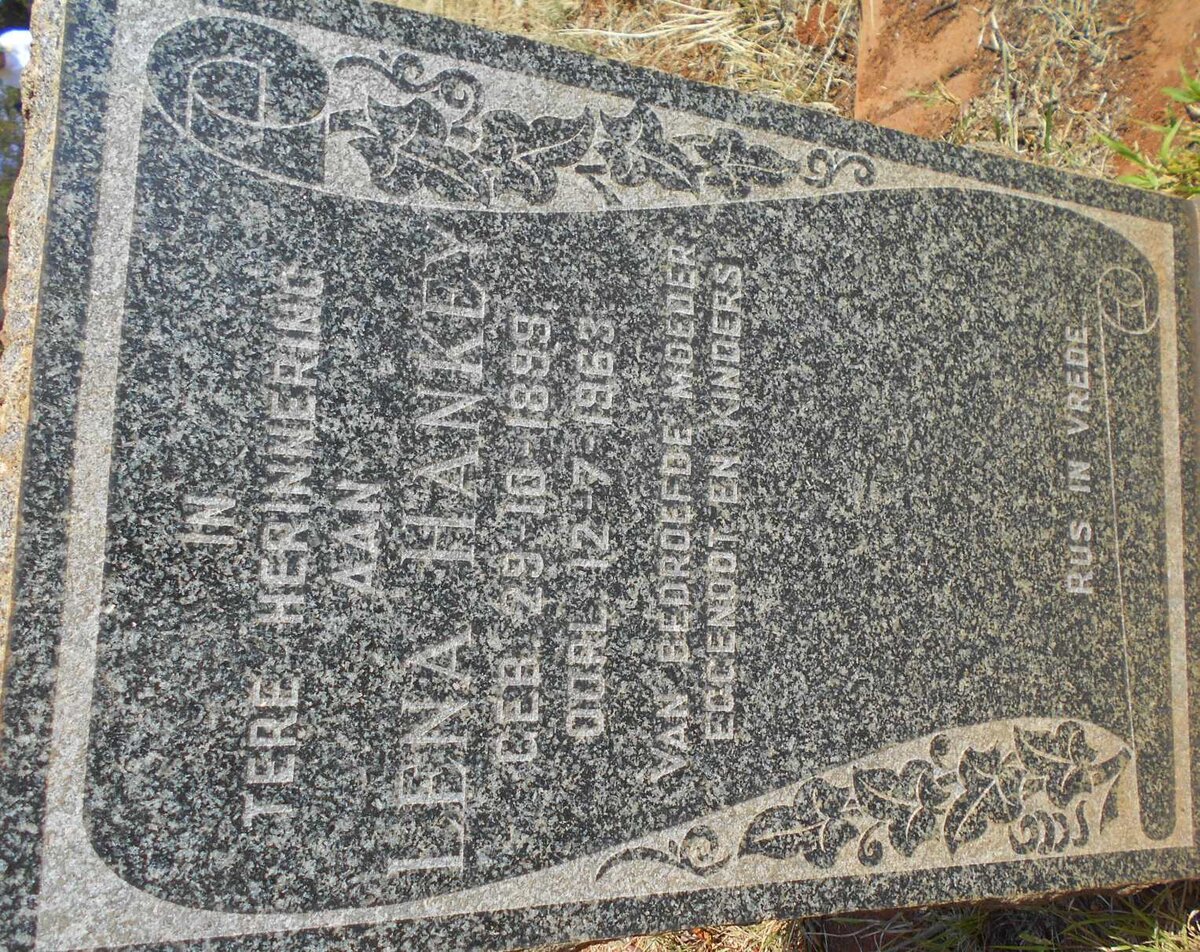 IN
TERE HERINNERING
AAN
LENA HANKEY
GEB. 29-10-1899
OORL. 12-7-1963
VAN BEDROEFDE MOEDER
EGGENOOT EN KINDERS
RUS IN VREDE